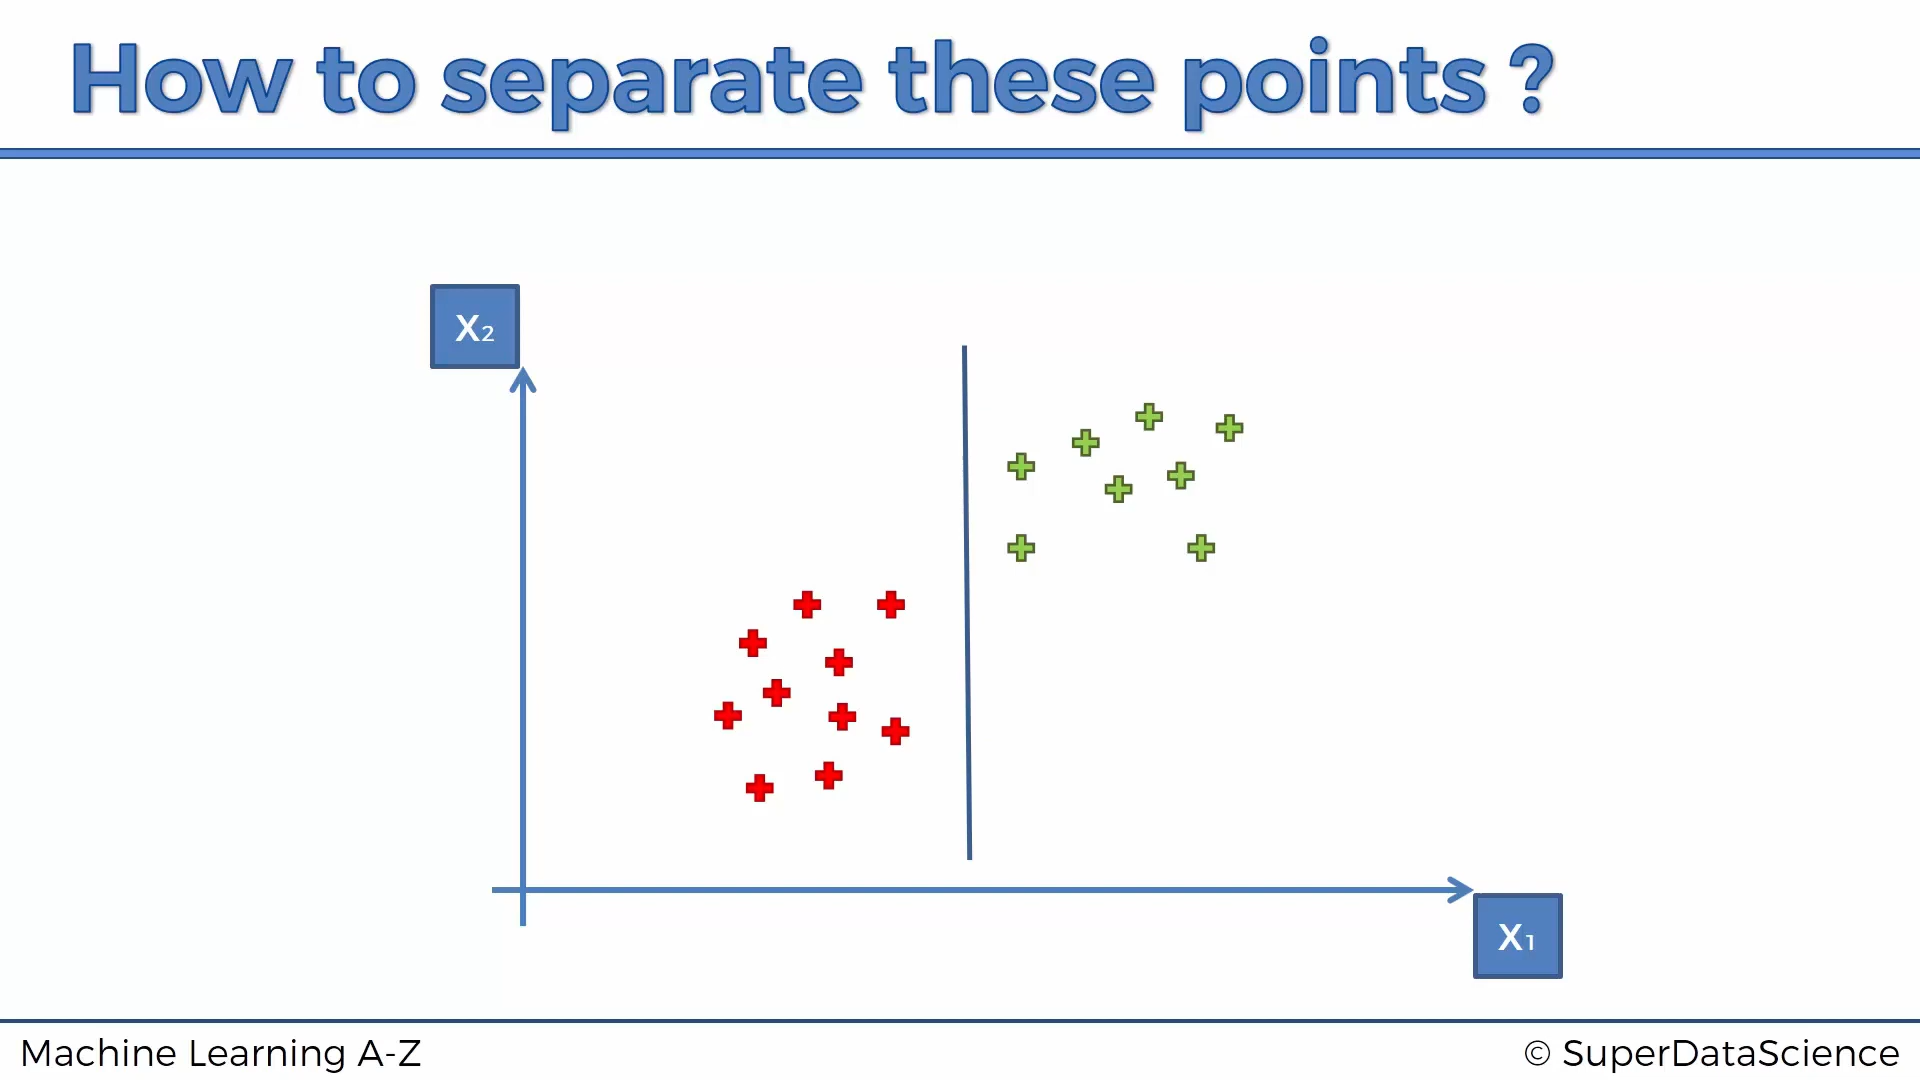 How to separate these points ?
X2
X1
Machine Learning A-Z
© SuperDataScience